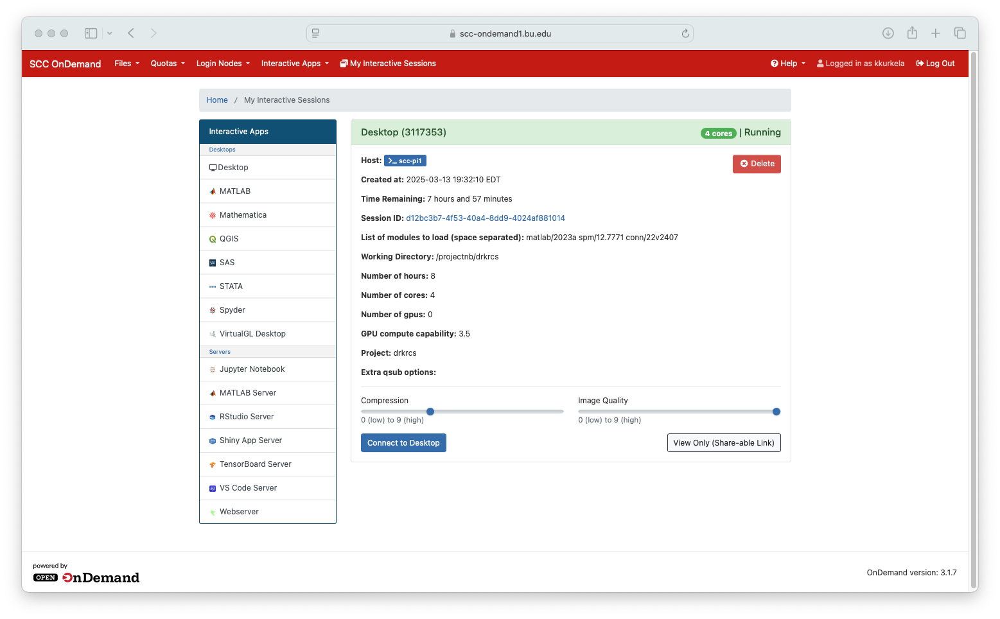 scc-ondemand1.bu.edu
SCC OnDemand Files Quotas Login Nodes Interactive Apps My Interactive Sessions Help Logged in as kkurkela Log Out
Home / My Interactive Sessions
Interactive Apps
Desktops
Desktop
MATLAB
Mathematica
QGIS
SAS
STATA
Spyder
VirtualGL Desktop
Servers
Jupyter Notebook
MATLAB Server
RStudio Server
Shiny App Server
TensorBoard Server
VS Code Server
Webserver
Desktop (3117353) 4 cores | Running
Host: >_ scc-pi1 Delete
Created at: 2025-03-13 19:32:10 EDT
Time Remaining: 7 hours and 57 minutes
Session ID: d12bc3b7-4f53-40a4-8dd9-4024af881014
List of modules to load (space separated): matlab/2023a spm/12.7771 conn/22v2407
Working Directory: /projectnb/drkrcs
Number of hours: 8
Number of cores: 4
Number of gpus: 0
GPU compute capability: 3.5
Project: drkrcs
Extra qsub options:
Compression Image Quality
0 (low) to 9 (high) 0 (low) to 9 (high)
Connect to Desktop View Only (Share-able Link)
powered by
OPEN OnDemand
OnDemand version: 3.1.7